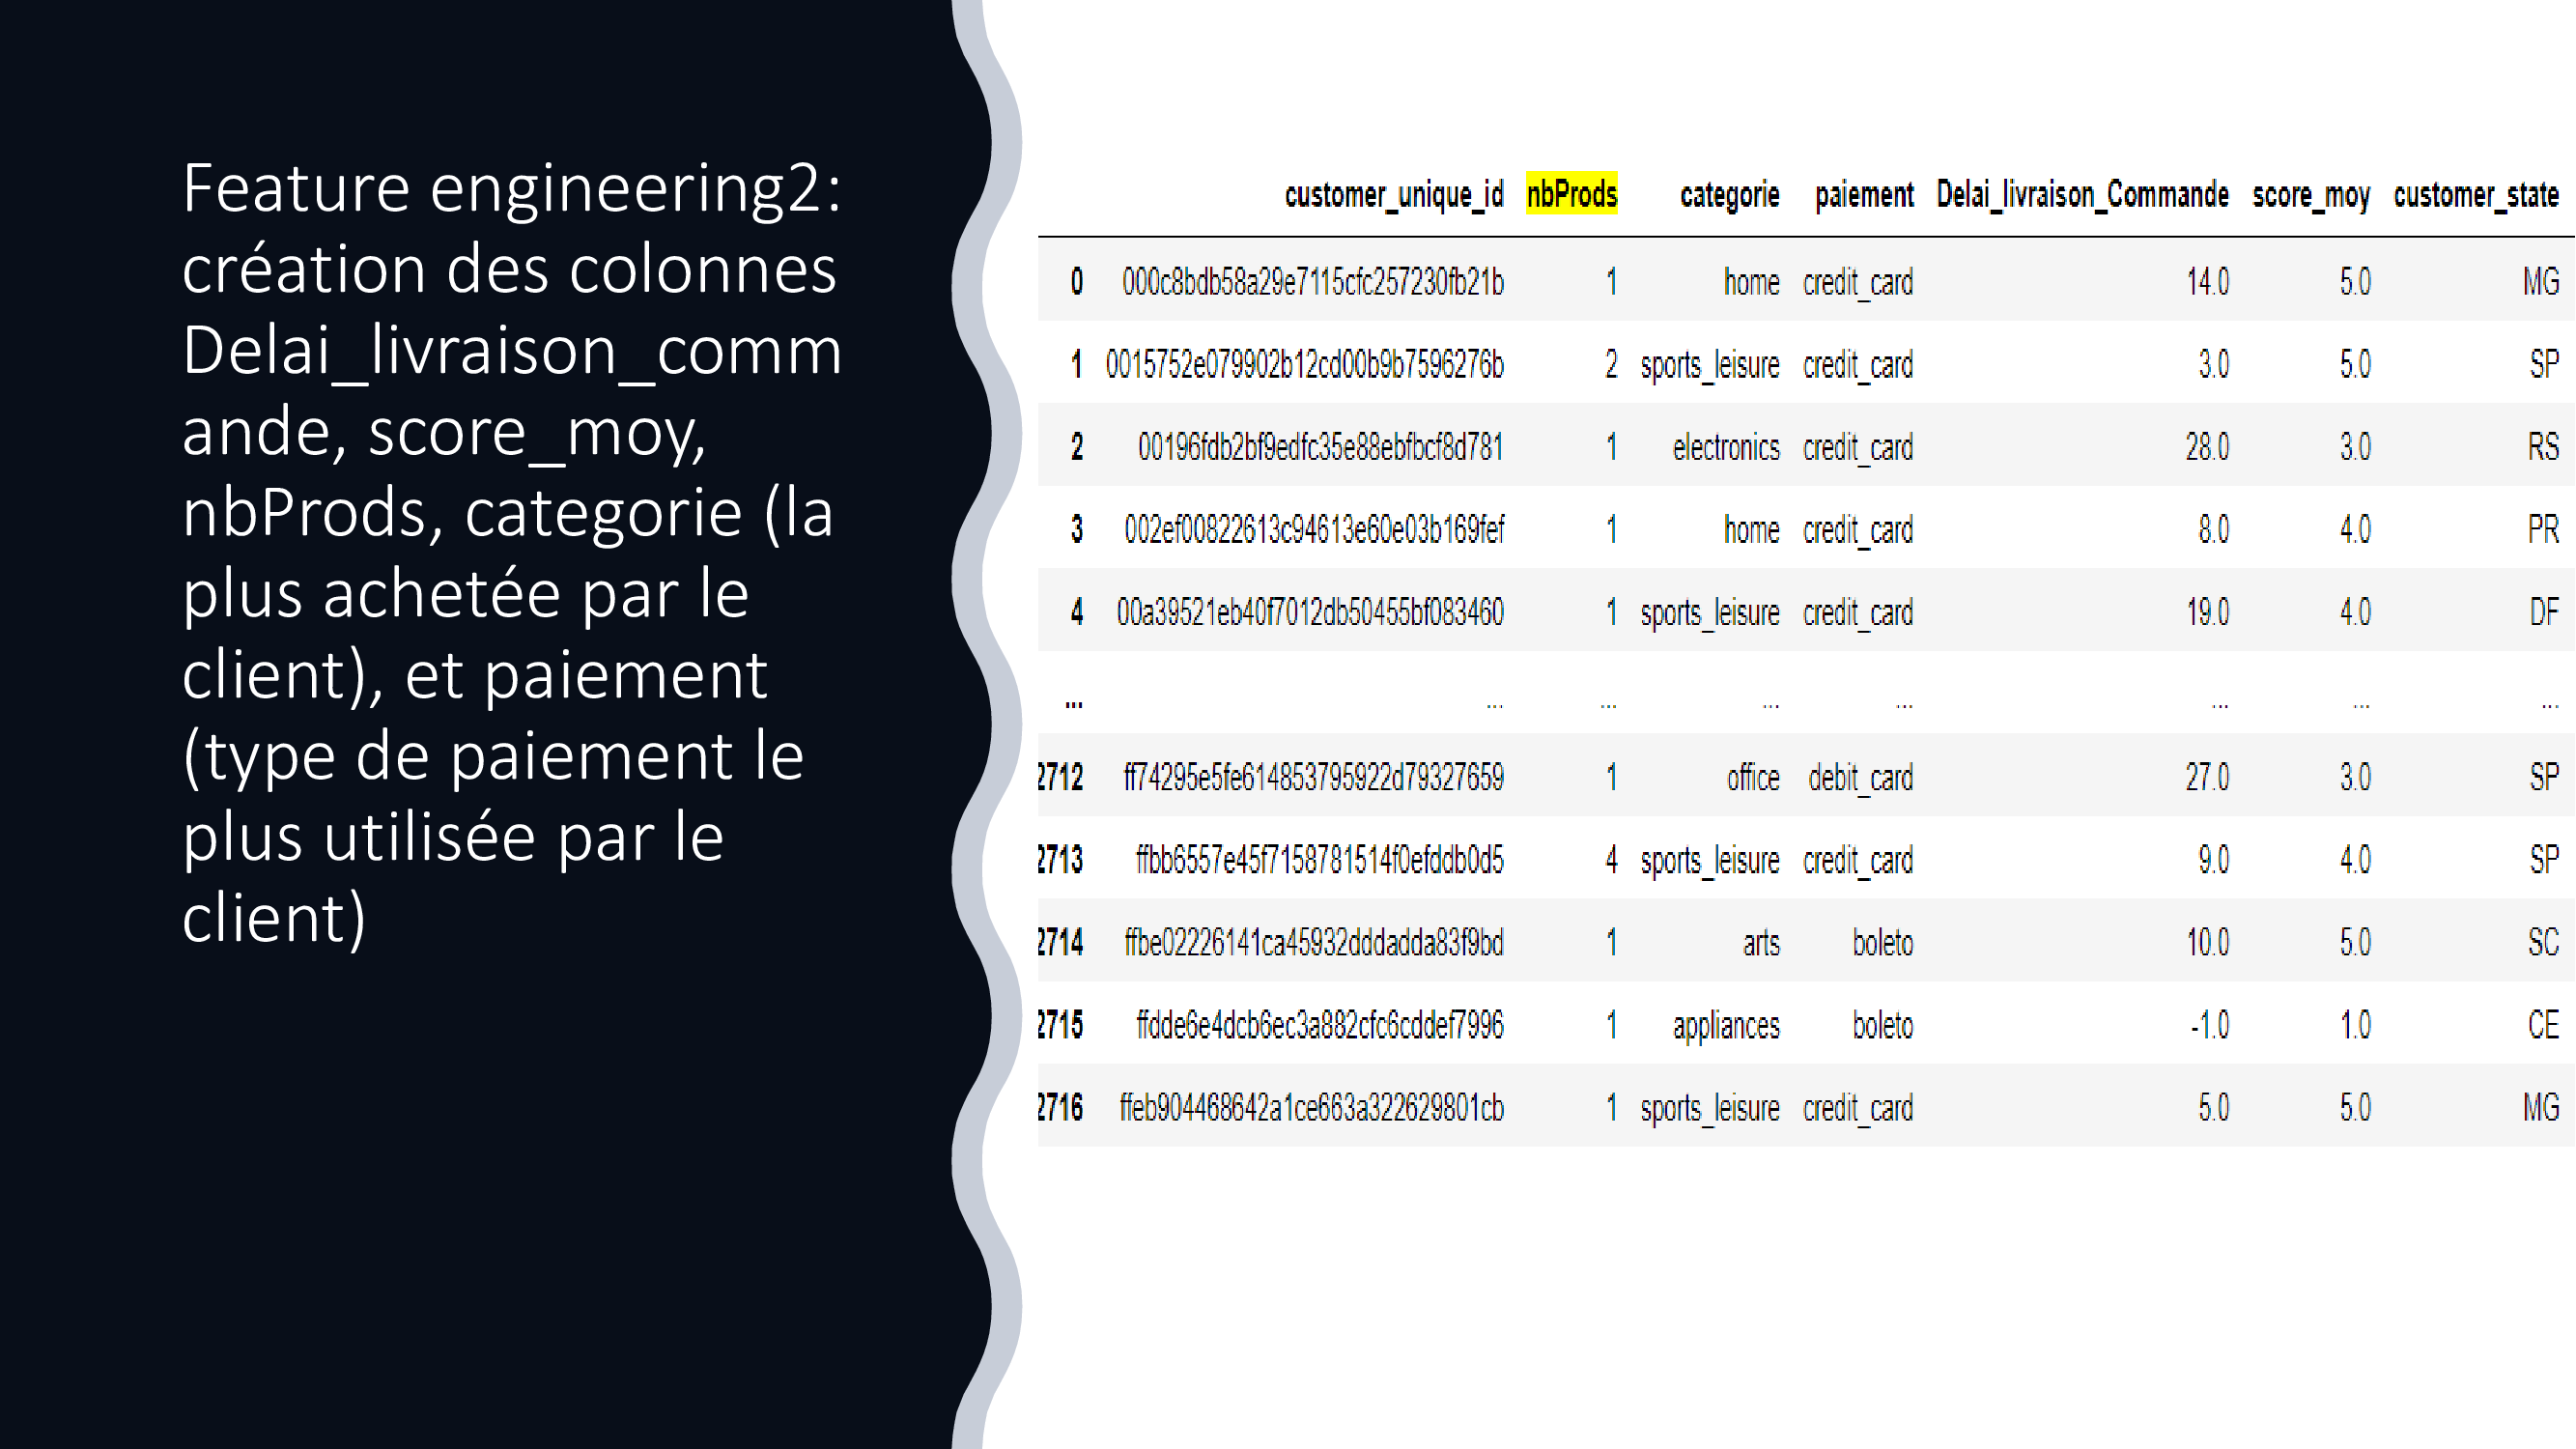 Feature engineering2:
création des colonnes
Delai_livraison_comm
ande, score_moy,
nbProds, categorie (la
plus achetée par le
client), et paiement
(type de paiement le
plus utilisée par le
client)
customer_unique_id nbProds categorie paiement Delai_livraison_Commande score_moy customer_state
0 000c8bdb58a29e7115cfc257230fb21b 1 home credit_card 14.0 5.0 MG
1 0015752e079902b12cd00b9b7596276b 2 sports_leisure credit_card 3.0 5.0 SP
2 00196fdb2bf9edfc35e88ebfbcf8d781 1 electronics credit_card 28.0 3.0 RS
3 002ef00822613c94613e60e03b169fef 1 home credit_card 8.0 4.0 PR
4 00a39521eb40f7012db50455bf083460 1 sports_leisure credit_card 19.0 4.0 DF
... ... ... ... ... ... ... ...
2712 ff74295e5fe614853795922d79327659 1 office debit_card 27.0 3.0 SP
2713 ffbb6557e45f7158781514f0efddb0d5 4 sports_leisure credit_card 9.0 4.0 SP
2714 ffbe02226141ca45932dddadda83f9bd 1 arts boleto 10.0 5.0 SC
2715 ffdde6e4dcb6ec3a882cfc6cddef7996 1 appliances boleto -1.0 1.0 CE
2716 ffeb904468642a1ce663a322629801cb 1 sports_leisure credit_card 5.0 5.0 MG